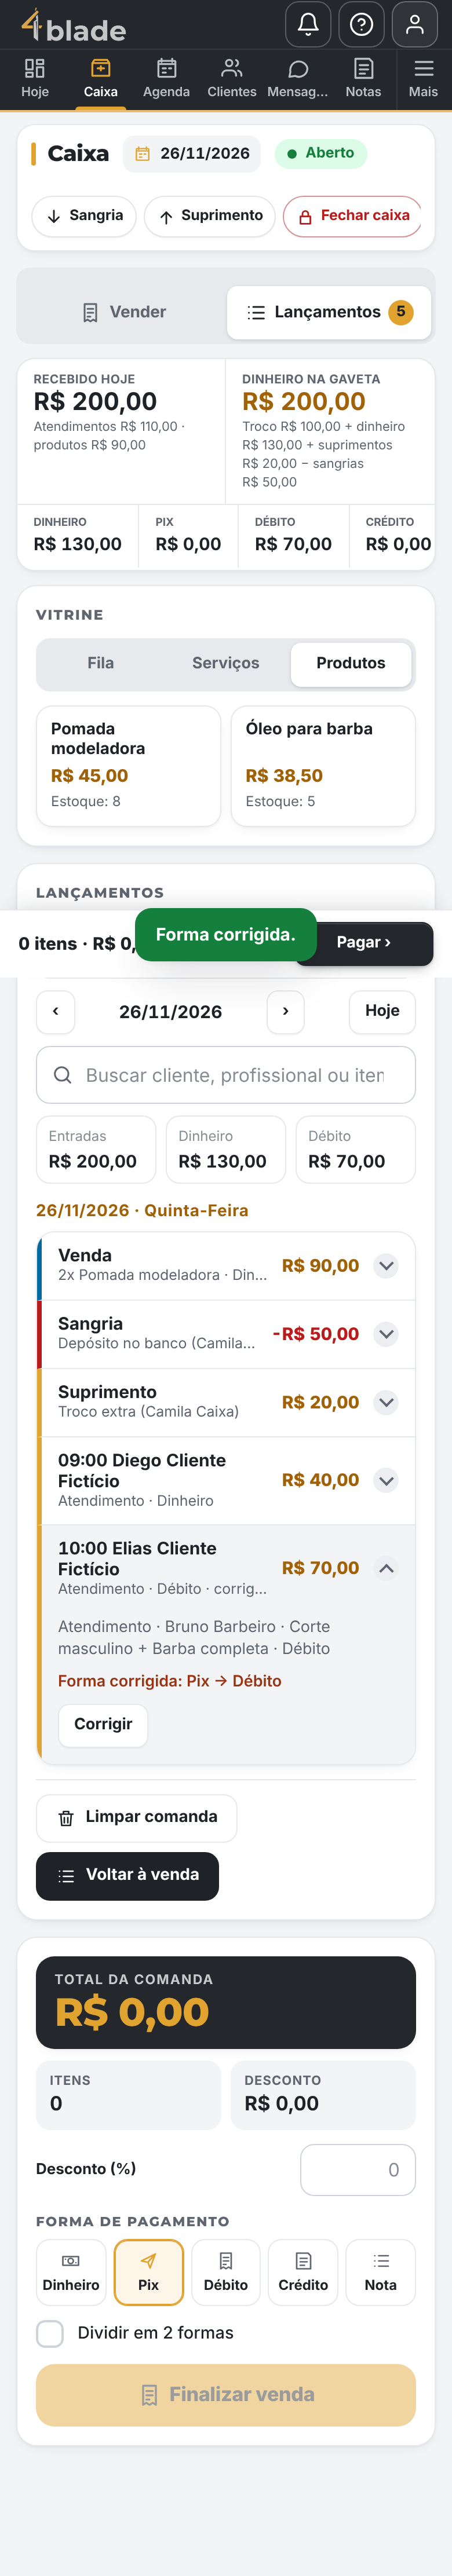 4blade
Hoje
Caixa
Agenda
Clientes
Mensag...
Notas
Mais
Caixa
26/11/2026
Aberto
Sangria
Suprimento
Fechar caixa
Vender
Lançamentos 5
RECEBIDO HOJE
R$ 200,00
Atendimentos R$ 110,00 ·
produtos R$ 90,00
DINHEIRO NA GAVETA
R$ 200,00
Troco R$ 100,00 + dinheiro
R$ 130,00 + suprimentos
R$ 20,00 − sangrias
R$ 50,00
DINHEIRO
R$ 130,00
PIX
R$ 0,00
DÉBITO
R$ 70,00
CRÉDITO
R$ 0,00
VITRINE
Fila
Serviços
Produtos
Pomada
modeladora
R$ 45,00
Estoque: 8
Óleo para barba
R$ 38,50
Estoque: 5
LANÇAMENTOS
0 itens · R$ 0,
Forma corrigida.
Pagar ›
‹
26/11/2026
›
Hoje
Buscar cliente, profissional ou iter
Entradas
R$ 200,00
Dinheiro
R$ 130,00
Débito
R$ 70,00
26/11/2026 · Quinta-Feira
Venda
2x Pomada modeladora · Din...
R$ 90,00
Sangria
Depósito no banco (Camila...
-R$ 50,00
Suprimento
Troco extra (Camila Caixa)
R$ 20,00
09:00 Diego Cliente
Fictício
Atendimento · Dinheiro
R$ 40,00
10:00 Elias Cliente
Fictício
Atendimento · Débito · corrig...
R$ 70,00
Atendimento · Bruno Barbeiro · Corte
masculino + Barba completa · Débito
Forma corrigida: Pix → Débito
Corrigir
Limpar comanda
Voltar à venda
TOTAL DA COMANDA
R$ 0,00
ITENS
0
DESCONTO
R$ 0,00
Desconto (%)
0
FORMA DE PAGAMENTO
Dinheiro
Pix
Débito
Crédito
Nota
Dividir em 2 formas
Finalizar venda